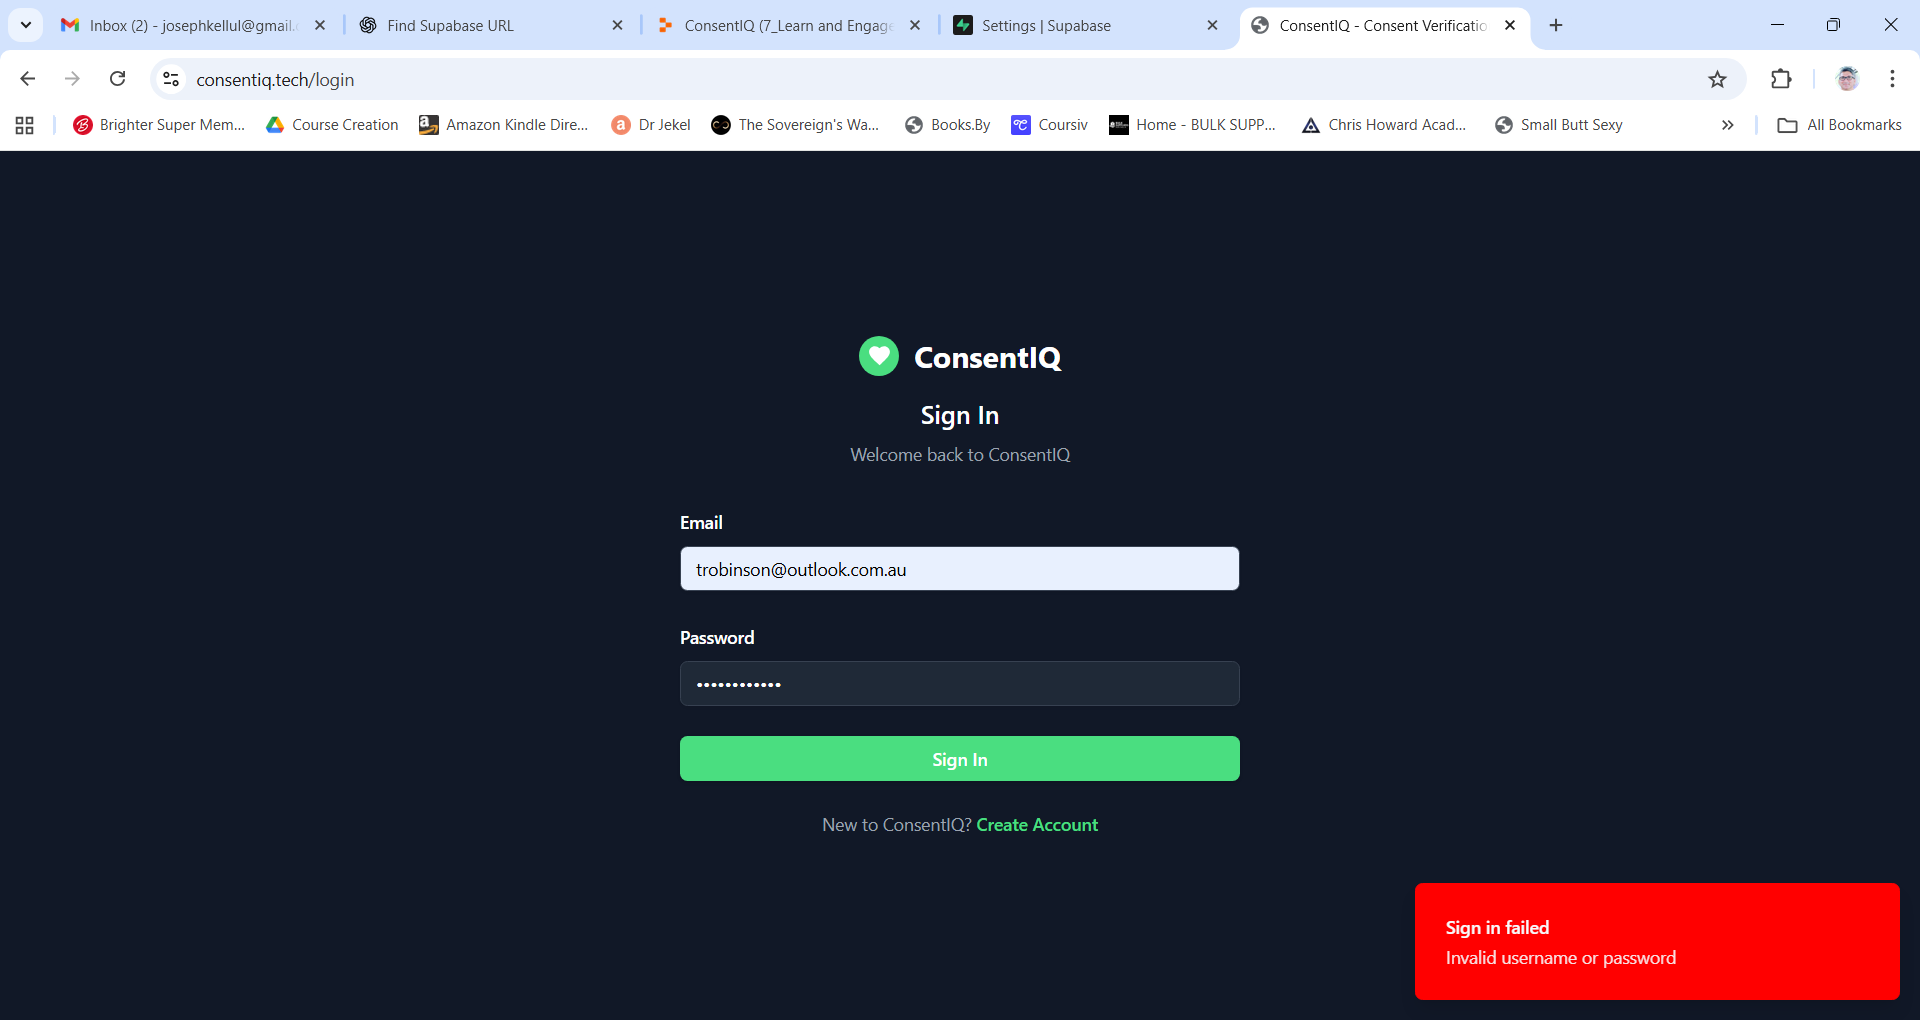 Inbox (2) - josephkellul@gmail.
Find Supabase URL
ConsentIQ (7_Learn and Engage
Settings | Supabase
ConsentIQ - Consent Verificatio
consentiq.tech/login
Brighter Super Mem...
Course Creation
Amazon Kindle Dire...
Dr Jekel
The Sovereign's Wa...
Books.By
Coursiv
Home - BULK SUPP...
Chris Howard Acad...
Small Butt Sexy
All Bookmarks
ConsentIQ
Sign In
Welcome back to ConsentIQ
Email
trobinson@outlook.com.au
Password
••••••••••••
Sign In
New to ConsentIQ? Create Account
Sign in failed
Invalid username or password